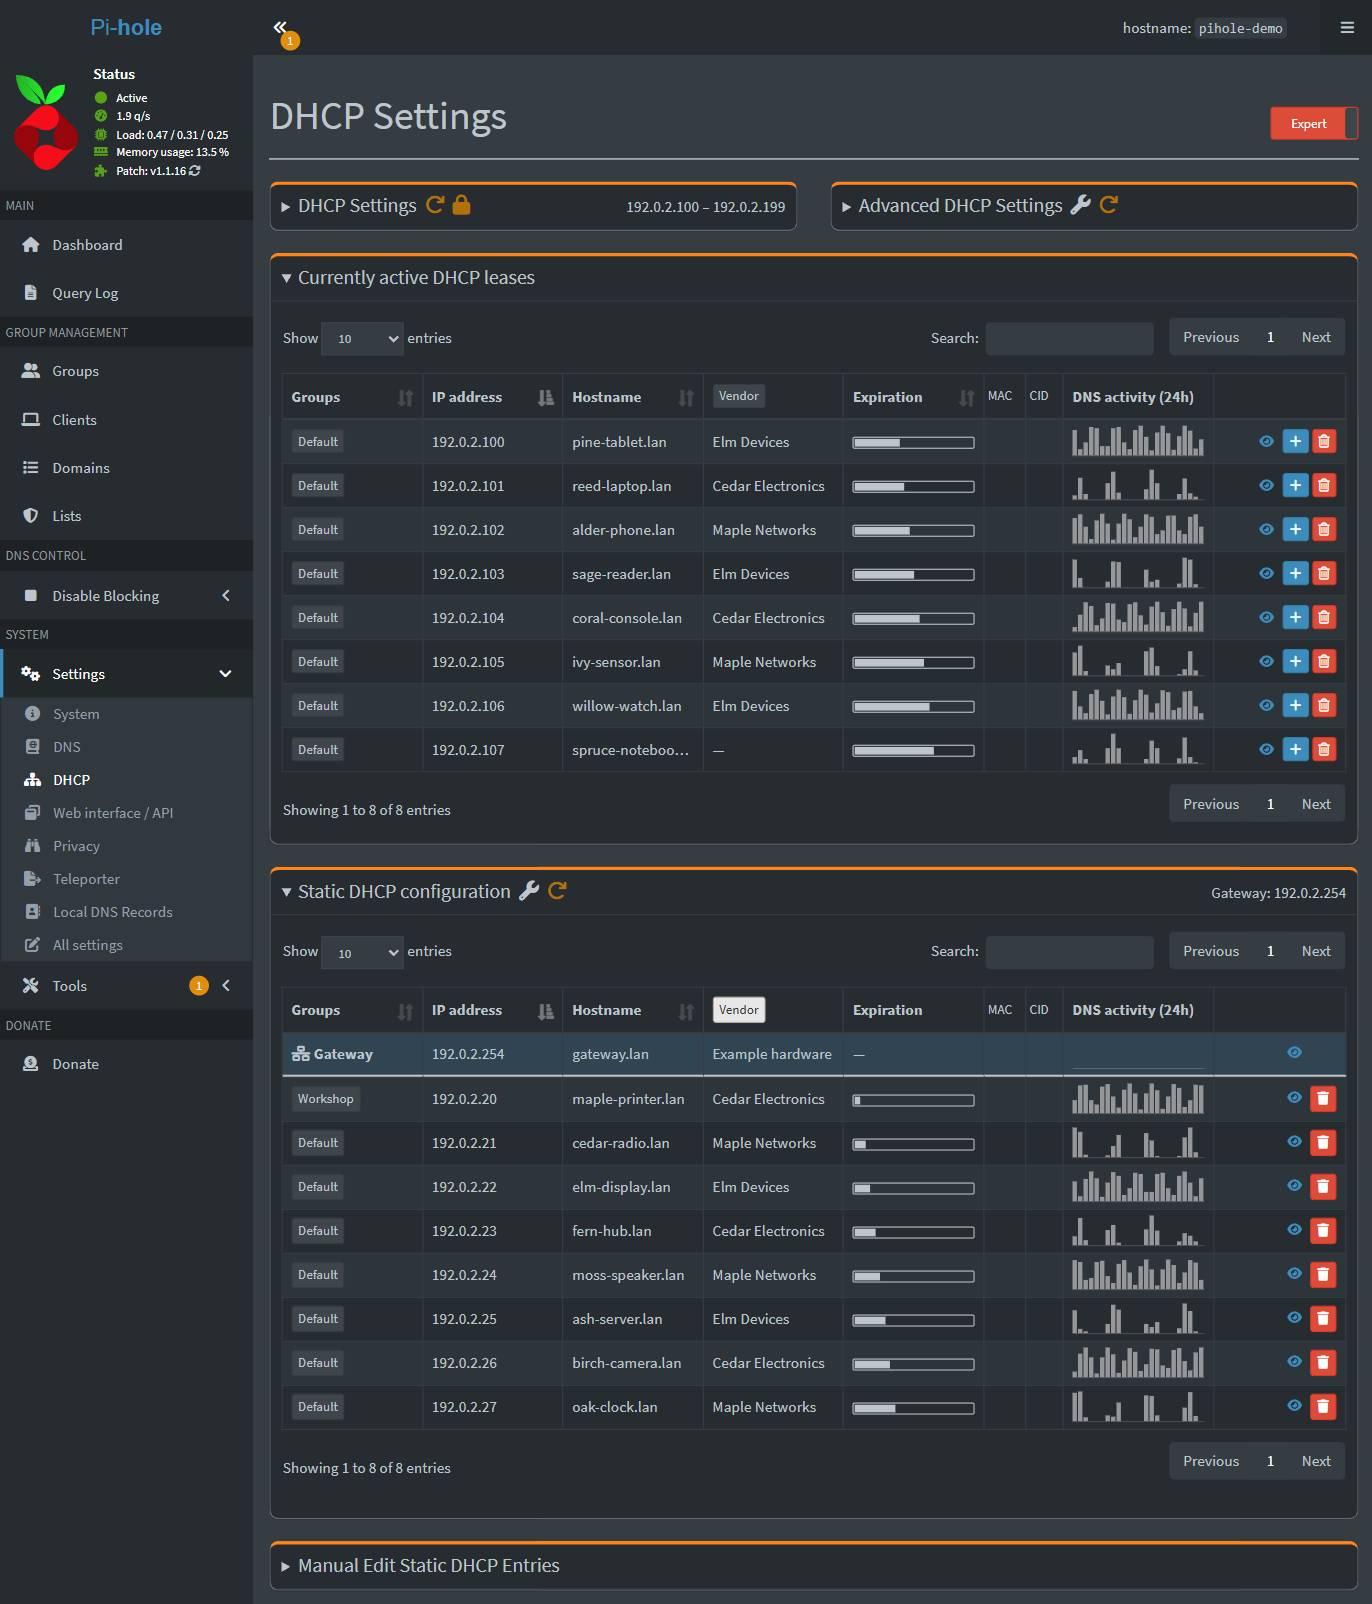 Pi-hole
1
hostname: pihole-demo
Status
Active
1.9 q/s
Load: 0.47 / 0.31 / 0.25
Memory usage: 13.5 %
Patch: v1.1.16
MAIN
Dashboard
Query Log
GROUP MANAGEMENT
Groups
Clients
Domains
Lists
DNS CONTROL
Disable Blocking
SYSTEM
Settings
System
DNS
DHCP
Web interface / API
Privacy
Teleporter
Local DNS Records
All settings
Tools 1
DONATE
Donate
DHCP Settings
Expert
DHCP Settings 192.0.2.100 – 192.0.2.199
Advanced DHCP Settings
Currently active DHCP leases
Show 10 entries Search: Previous 1 Next
Groups IP address Hostname Vendor Expiration MAC CID DNS activity (24h)
Default 192.0.2.100 pine-tablet.lan Elm Devices
Default 192.0.2.101 reed-laptop.lan Cedar Electronics
Default 192.0.2.102 alder-phone.lan Maple Networks
Default 192.0.2.103 sage-reader.lan Elm Devices
Default 192.0.2.104 coral-console.lan Cedar Electronics
Default 192.0.2.105 ivy-sensor.lan Maple Networks
Default 192.0.2.106 willow-watch.lan Elm Devices
Default 192.0.2.107 spruce-noteboo… —
Showing 1 to 8 of 8 entries Previous 1 Next
Static DHCP configuration Gateway: 192.0.2.254
Show 10 entries Search: Previous 1 Next
Groups IP address Hostname Vendor Expiration MAC CID DNS activity (24h)
Gateway 192.0.2.254 gateway.lan Example hardware —
Workshop 192.0.2.20 maple-printer.lan Cedar Electronics
Default 192.0.2.21 cedar-radio.lan Maple Networks
Default 192.0.2.22 elm-display.lan Elm Devices
Default 192.0.2.23 fern-hub.lan Cedar Electronics
Default 192.0.2.24 moss-speaker.lan Maple Networks
Default 192.0.2.25 ash-server.lan Elm Devices
Default 192.0.2.26 birch-camera.lan Cedar Electronics
Default 192.0.2.27 oak-clock.lan Maple Networks
Showing 1 to 8 of 8 entries Previous 1 Next
Manual Edit Static DHCP Entries